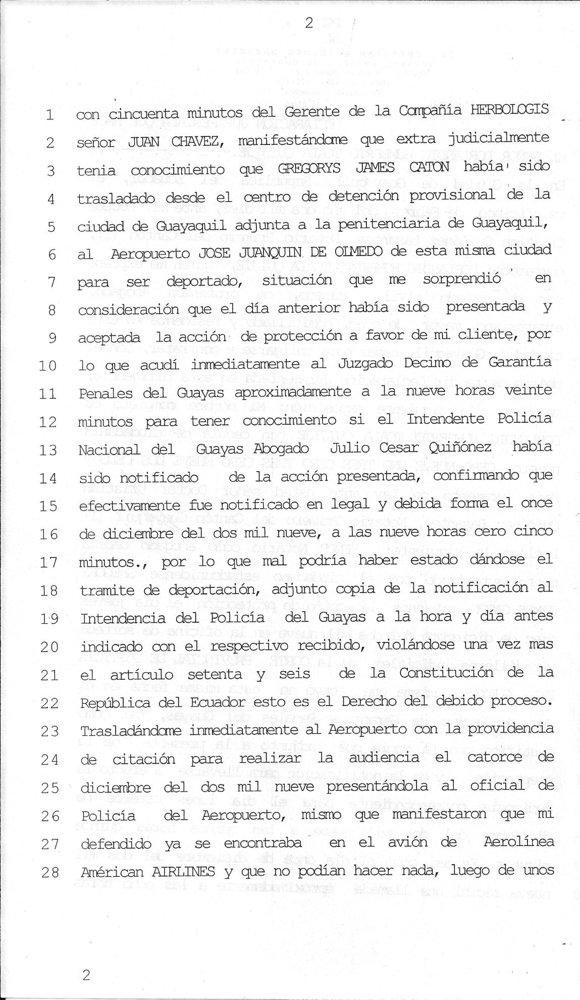 2
1 con cincuenta minutos del Gerente de la Compañía HERBOLOGIS
2 señor JUAN CHAVEZ, manifestándome que extra judicialmente
3 tenia conocimiento que GREGORYS JAMES CATON había sido
4 trasladado desde el centro de detención provisional de la
5 ciudad de Guayaquil adjunta a la penitenciaria de Guayaquil,
6 al Aeropuerto JOSE JUANQUIN DE OLMEDO de esta misma ciudad
7 para ser deportado, situación que me sorprendió en
8 consideración que el día anterior había sido presentada y
9 aceptada la acción de protección a favor de mi cliente, por
10 lo que acudí inmediatamente al Juzgado Decimo de Garantía
11 Penales del Guayas aproximadamente a la nueve horas veinte
12 minutos para tener conocimiento si el Intendente Policía
13 Nacional del Guayas Abogado Julio Cesar Quiñónez había
14 sido notificado de la acción presentada, confirmando que
15 efectivamente fue notificado en legal y debida forma el once
16 de diciembre del dos mil nueve, a las nueve horas cero cinco
17 minutos., por lo que mal podría haber estado dándose el
18 tramite de deportación, adjunto copia de la notificación al
19 Intendencia del Policía del Guayas a la hora y día antes
20 indicado con el respectivo recibido, violándose una vez mas
21 el artículo setenta y seis de la Constitución de la
22 República del Ecuador esto es el Derecho del debido proceso.
23 Trasladándome inmediatamente al Aeropuerto con la providencia
24 de citación para realizar la audiencia el catorce de
25 diciembre del dos mil nueve presentándola al oficial de
26 Policía del Aeropuerto, mismo que manifestaron que mi
27 defendido ya se encontraba en el avión de Aerolínea
28 Américan AIRLINES y que no podían hacer nada, luego de unos
2